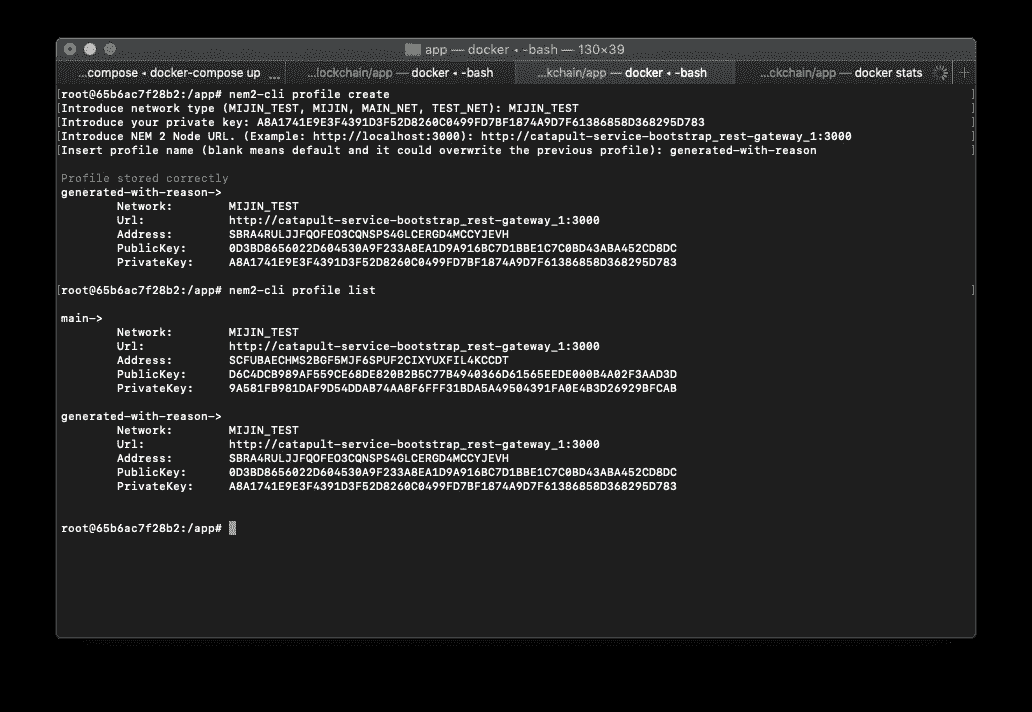 app — docker ◂ -bash — 130×39
...compose ◂ docker-compose up ... ...lockchain/app — docker ◂ -bash ...kchain/app — docker ◂ -bash ...ckchain/app — docker stats +
[root@65b6ac7f28b2:/app# nem2-cli profile create ]
[Introduce network type (MIJIN_TEST, MIJIN, MAIN_NET, TEST_NET): MIJIN_TEST ]
[Introduce your private key: A8A1741E9E3F4391D3F52D8260C0499FD7BF1874A9D7F61386858D368295D783 ]
[Introduce NEM 2 Node URL. (Example: http://localhost:3000): http://catapult-service-bootstrap_rest-gateway_1:3000 ]
[Insert profile name (blank means default and it could overwrite the previous profile): generated-with-reason ]
Profile stored correctly
generated-with-reason->
Network: MIJIN_TEST
Url: http://catapult-service-bootstrap_rest-gateway_1:3000
Address: SBRA4RULJJFQOFEO3CQNSPS4GLCERGD4MCCYJEVH
PublicKey: 0D3BD8656022D604530A9F233A8EA1D9A916BC7D1BBE1C7C0BD43ABA452CD8DC
PrivateKey: A8A1741E9E3F4391D3F52D8260C0499FD7BF1874A9D7F61386858D368295D783
[root@65b6ac7f28b2:/app# nem2-cli profile list ]
main->
Network: MIJIN_TEST
Url: http://catapult-service-bootstrap_rest-gateway_1:3000
Address: SCFUBAECHMS2BGF5MJF6SPUF2CIXYUXFIL4KCCDT
PublicKey: D6C4DCB989AF559CE68DE820B2B5C77B4940366D61565EEDE000B4A02F3AAD3D
PrivateKey: 9A581FB981DAF9D54DDAB74AA8F6FFF31BDA5A49504391FA0E4B3D26929BFCAB
generated-with-reason->
Network: MIJIN_TEST
Url: http://catapult-service-bootstrap_rest-gateway_1:3000
Address: SBRA4RULJJFQOFEO3CQNSPS4GLCERGD4MCCYJEVH
PublicKey: 0D3BD8656022D604530A9F233A8EA1D9A916BC7D1BBE1C7C0BD43ABA452CD8DC
PrivateKey: A8A1741E9E3F4391D3F52D8260C0499FD7BF1874A9D7F61386858D368295D783
root@65b6ac7f28b2:/app#